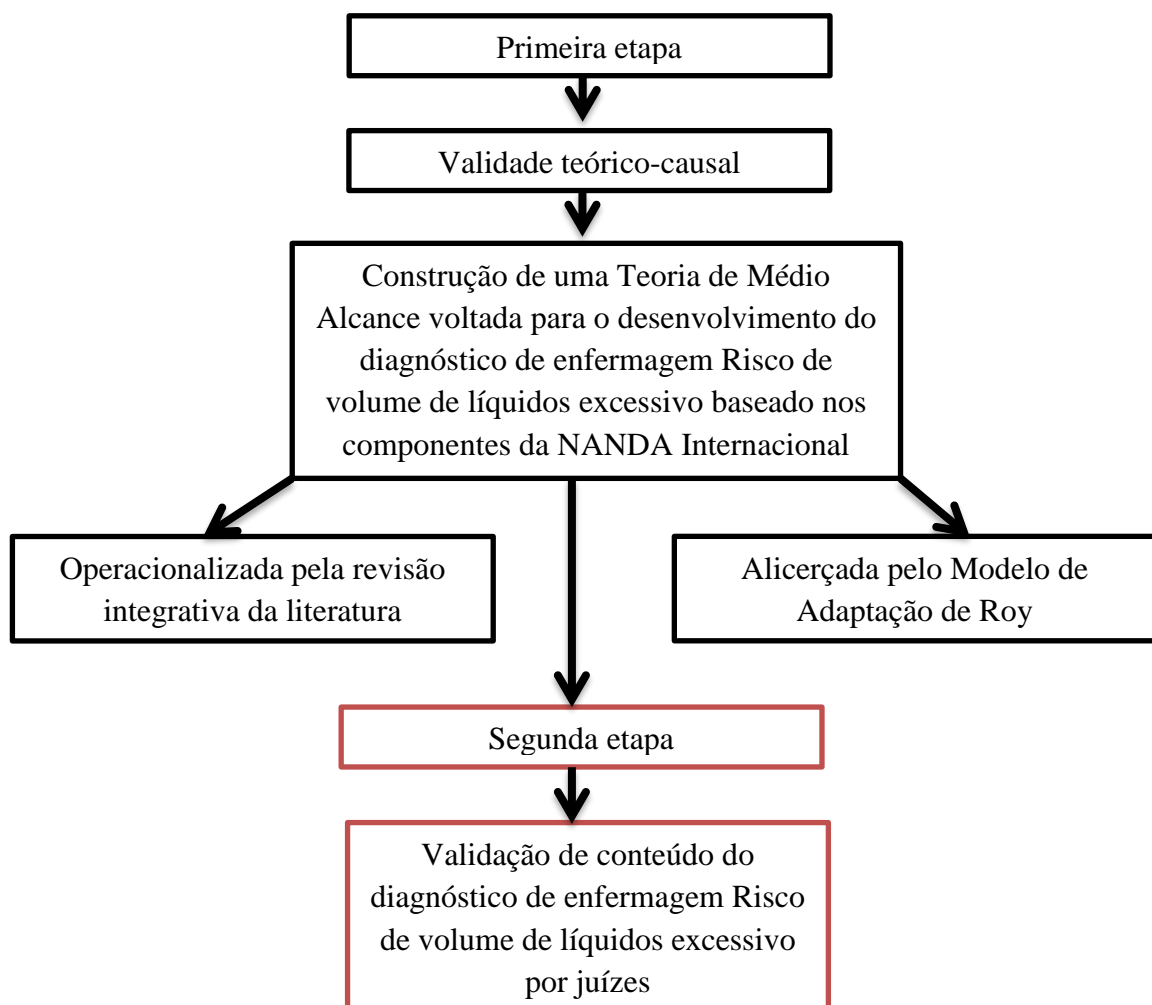 Primeira etapa
Validade teórico-causal
Construção de uma Teoria de Médio
Alcance voltada para o desenvolvimento do
diagnóstico de enfermagem Risco de
volume de líquidos excessivo baseado nos
componentes da NANDA Internacional
Operacionalizada pela revisão
integrativa da literatura
Alicerçada pelo Modelo de
Adaptação de Roy
Segunda etapa
Validação de conteúdo do
diagnóstico de enfermagem Risco
de volume de líquidos excessivo
por juízes